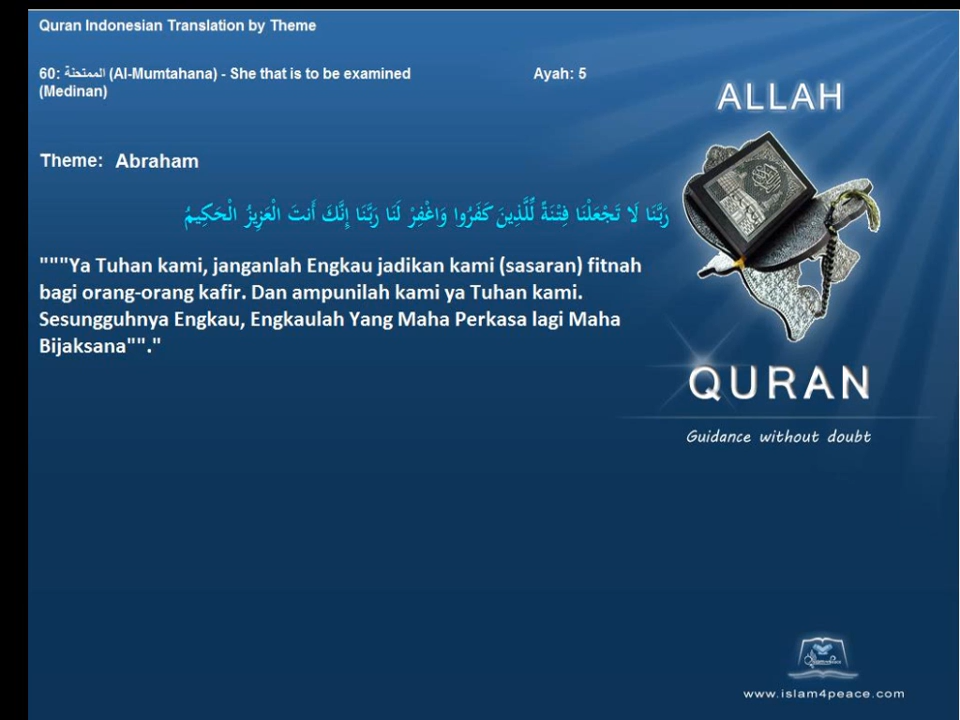 Quran Indonesian Translation by Theme
60: الممتحنة (Al-Mumtahana) - She that is to be examined
(Medinan)
Ayah: 5
Theme: Abraham
رَبَّنَا لَا تَجْعَلْنَا فِتْنَةً لِّلَّذِينَ كَفَرُوا وَاغْفِرْ لَنَا رَبَّنَا إِنَّكَ أَنتَ الْعَزِيزُ الْحَكِيمُ
"""Ya Tuhan kami, janganlah Engkau jadikan kami (sasaran) fitnah
bagi orang-orang kafir. Dan ampunilah kami ya Tuhan kami.
Sesungguhnya Engkau, Engkaulah Yang Maha Perkasa lagi Maha
Bijaksana""."
ALLAH
QURAN
Guidance without doubt
www.islam4peace.com